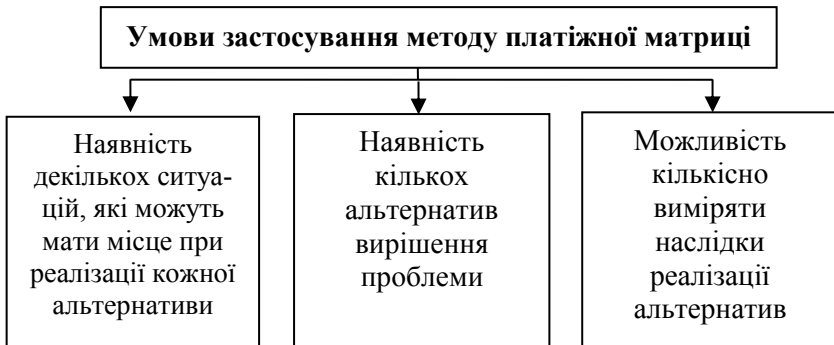 Умови застосування методу платіжної матриці
Наявність
декількох ситуа-
цій, які можуть
мати місце при
реалізації кожної
альтернативи
Наявність
кількох
альтернатив
вирішення
проблеми
Можливість
кількісно
виміряти
наслідки
реалізації
альтернатив